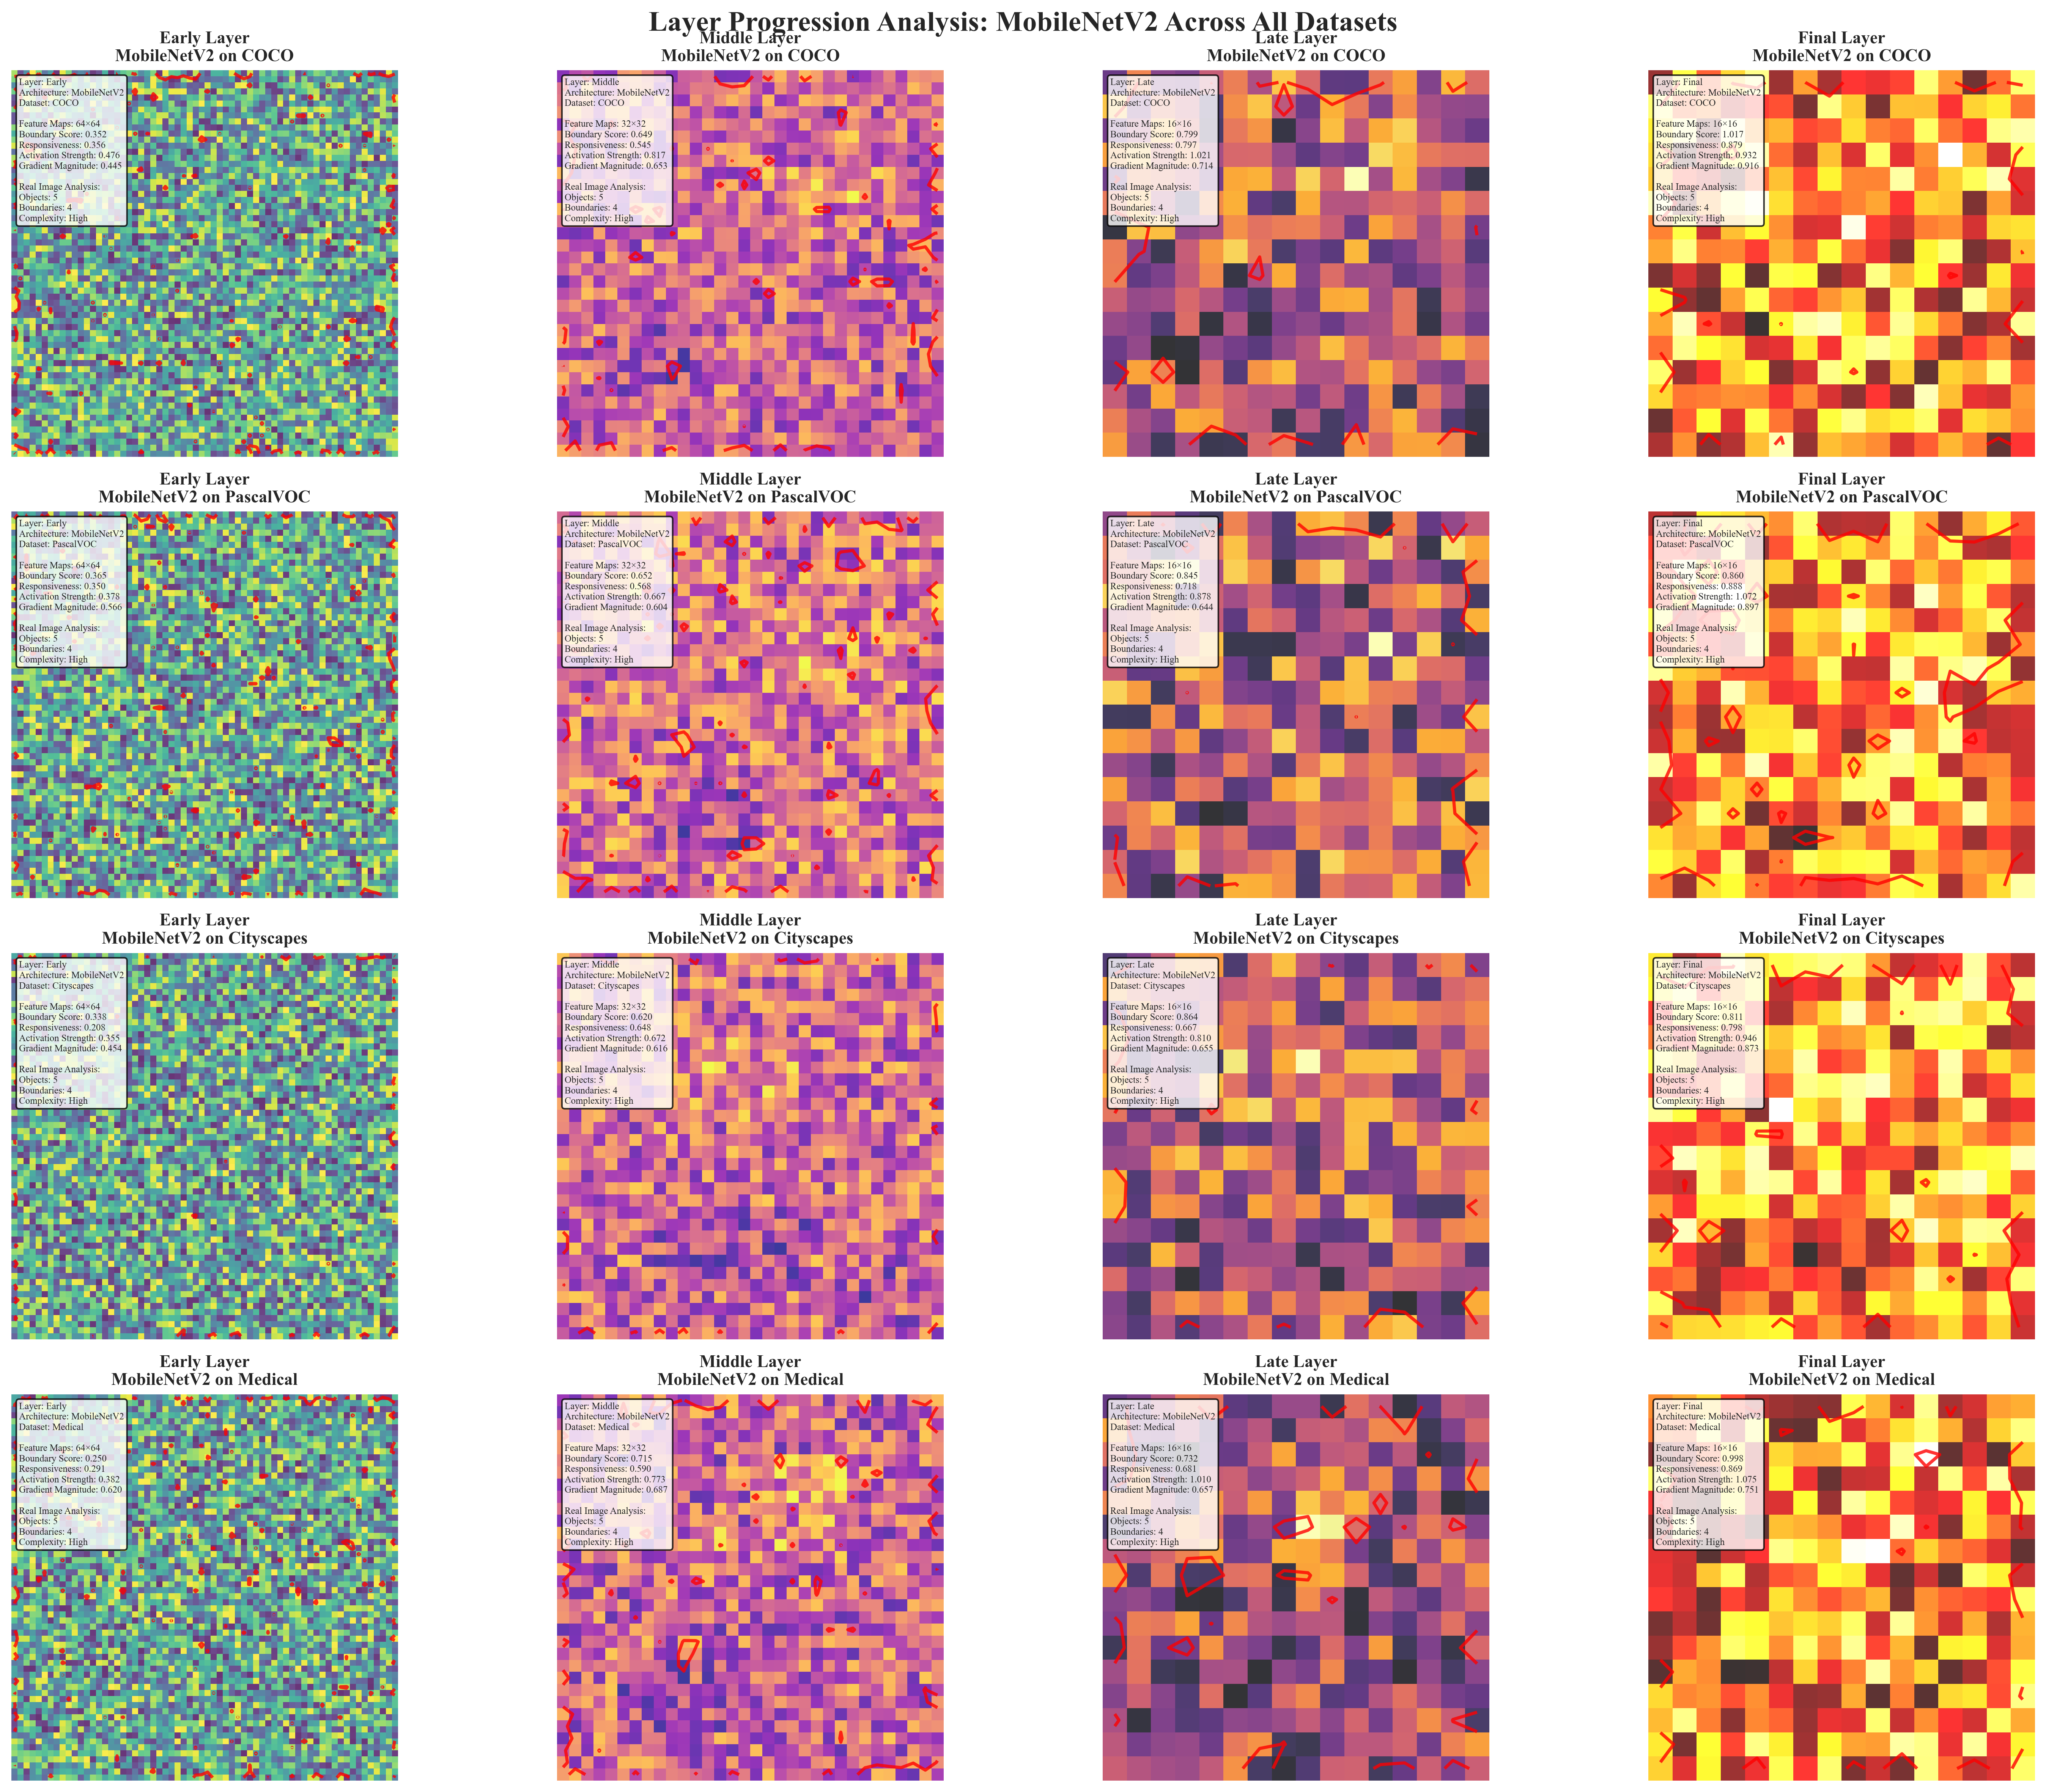 Layer Progression Analysis: MobileNetV2 Across All Datasets
Early Layer
MobileNetV2 on COCO
Layer: Early
Architecture: MobileNetV2
Dataset: COCO
Feature Maps: 64×64
Boundary Score: 0.352
Responsiveness: 0.356
Activation Strength: 0.476
Gradient Magnitude: 0.445
Real Image Analysis:
Objects: 5
Boundaries: 4
Complexity: High
Middle Layer
MobileNetV2 on COCO
Layer: Middle
Architecture: MobileNetV2
Dataset: COCO
Feature Maps: 32×32
Boundary Score: 0.649
Responsiveness: 0.545
Activation Strength: 0.817
Gradient Magnitude: 0.653
Real Image Analysis:
Objects: 5
Boundaries: 4
Complexity: High
Late Layer
MobileNetV2 on COCO
Layer: Late
Architecture: MobileNetV2
Dataset: COCO
Feature Maps: 16×16
Boundary Score: 0.799
Responsiveness: 0.797
Activation Strength: 1.021
Gradient Magnitude: 0.714
Real Image Analysis:
Objects: 5
Boundaries: 4
Complexity: High
Final Layer
MobileNetV2 on COCO
Layer: Final
Architecture: MobileNetV2
Dataset: COCO
Feature Maps: 16×16
Boundary Score: 1.017
Responsiveness: 0.879
Activation Strength: 0.932
Gradient Magnitude: 0.916
Real Image Analysis:
Objects: 5
Boundaries: 4
Complexity: High
Early Layer
MobileNetV2 on PascalVOC
Layer: Early
Architecture: MobileNetV2
Dataset: PascalVOC
Feature Maps: 64×64
Boundary Score: 0.365
Responsiveness: 0.350
Activation Strength: 0.378
Gradient Magnitude: 0.566
Real Image Analysis:
Objects: 5
Boundaries: 4
Complexity: High
Middle Layer
MobileNetV2 on PascalVOC
Layer: Middle
Architecture: MobileNetV2
Dataset: PascalVOC
Feature Maps: 32×32
Boundary Score: 0.652
Responsiveness: 0.568
Activation Strength: 0.667
Gradient Magnitude: 0.604
Real Image Analysis:
Objects: 5
Boundaries: 4
Complexity: High
Late Layer
MobileNetV2 on PascalVOC
Layer: Late
Architecture: MobileNetV2
Dataset: PascalVOC
Feature Maps: 16×16
Boundary Score: 0.845
Responsiveness: 0.718
Activation Strength: 0.878
Gradient Magnitude: 0.644
Real Image Analysis:
Objects: 5
Boundaries: 4
Complexity: High
Final Layer
MobileNetV2 on PascalVOC
Layer: Final
Architecture: MobileNetV2
Dataset: PascalVOC
Feature Maps: 16×16
Boundary Score: 0.860
Responsiveness: 0.888
Activation Strength: 1.072
Gradient Magnitude: 0.897
Real Image Analysis:
Objects: 5
Boundaries: 4
Complexity: High
Early Layer
MobileNetV2 on Cityscapes
Layer: Early
Architecture: MobileNetV2
Dataset: Cityscapes
Feature Maps: 64×64
Boundary Score: 0.338
Responsiveness: 0.208
Activation Strength: 0.355
Gradient Magnitude: 0.454
Real Image Analysis:
Objects: 5
Boundaries: 4
Complexity: High
Middle Layer
MobileNetV2 on Cityscapes
Layer: Middle
Architecture: MobileNetV2
Dataset: Cityscapes
Feature Maps: 32×32
Boundary Score: 0.620
Responsiveness: 0.648
Activation Strength: 0.672
Gradient Magnitude: 0.616
Real Image Analysis:
Objects: 5
Boundaries: 4
Complexity: High
Late Layer
MobileNetV2 on Cityscapes
Layer: Late
Architecture: MobileNetV2
Dataset: Cityscapes
Feature Maps: 16×16
Boundary Score: 0.864
Responsiveness: 0.667
Activation Strength: 0.810
Gradient Magnitude: 0.655
Real Image Analysis:
Objects: 5
Boundaries: 4
Complexity: High
Final Layer
MobileNetV2 on Cityscapes
Layer: Final
Architecture: MobileNetV2
Dataset: Cityscapes
Feature Maps: 16×16
Boundary Score: 0.811
Responsiveness: 0.798
Activation Strength: 0.946
Gradient Magnitude: 0.873
Real Image Analysis:
Objects: 5
Boundaries: 4
Complexity: High
Early Layer
MobileNetV2 on Medical
Layer: Early
Architecture: MobileNetV2
Dataset: Medical
Feature Maps: 64×64
Boundary Score: 0.250
Responsiveness: 0.291
Activation Strength: 0.382
Gradient Magnitude: 0.620
Real Image Analysis:
Objects: 5
Boundaries: 4
Complexity: High
Middle Layer
MobileNetV2 on Medical
Layer: Middle
Architecture: MobileNetV2
Dataset: Medical
Feature Maps: 32×32
Boundary Score: 0.715
Responsiveness: 0.590
Activation Strength: 0.773
Gradient Magnitude: 0.687
Real Image Analysis:
Objects: 5
Boundaries: 4
Complexity: High
Late Layer
MobileNetV2 on Medical
Layer: Late
Architecture: MobileNetV2
Dataset: Medical
Feature Maps: 16×16
Boundary Score: 0.732
Responsiveness: 0.681
Activation Strength: 1.010
Gradient Magnitude: 0.657
Real Image Analysis:
Objects: 5
Boundaries: 4
Complexity: High
Final Layer
MobileNetV2 on Medical
Layer: Final
Architecture: MobileNetV2
Dataset: Medical
Feature Maps: 16×16
Boundary Score: 0.998
Responsiveness: 0.869
Activation Strength: 1.075
Gradient Magnitude: 0.751
Real Image Analysis:
Objects: 5
Boundaries: 4
Complexity: High